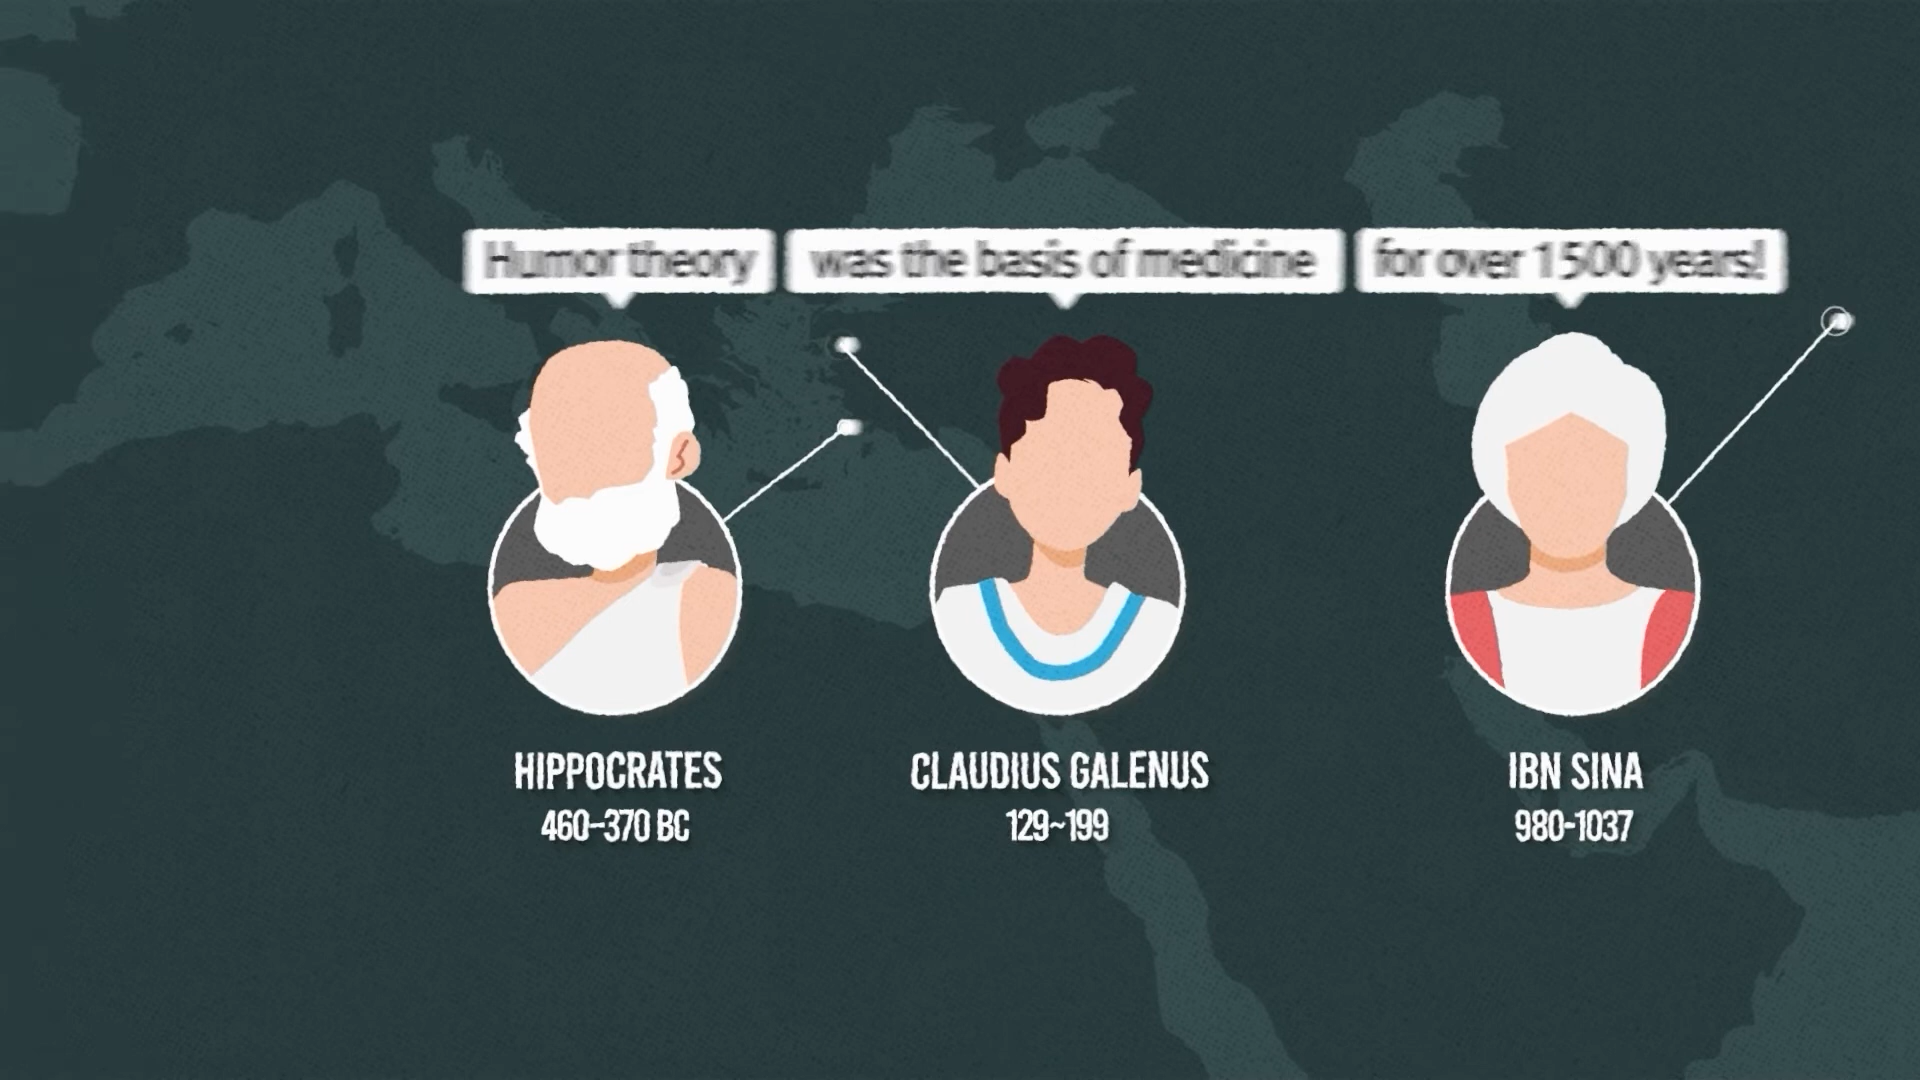 Humor theory
was the basis of medicine
for over 1500 years!
HIPPOCRATES
460-370 BC
CLAUDIUS GALENUS
129~199
IBN SINA
980-1037